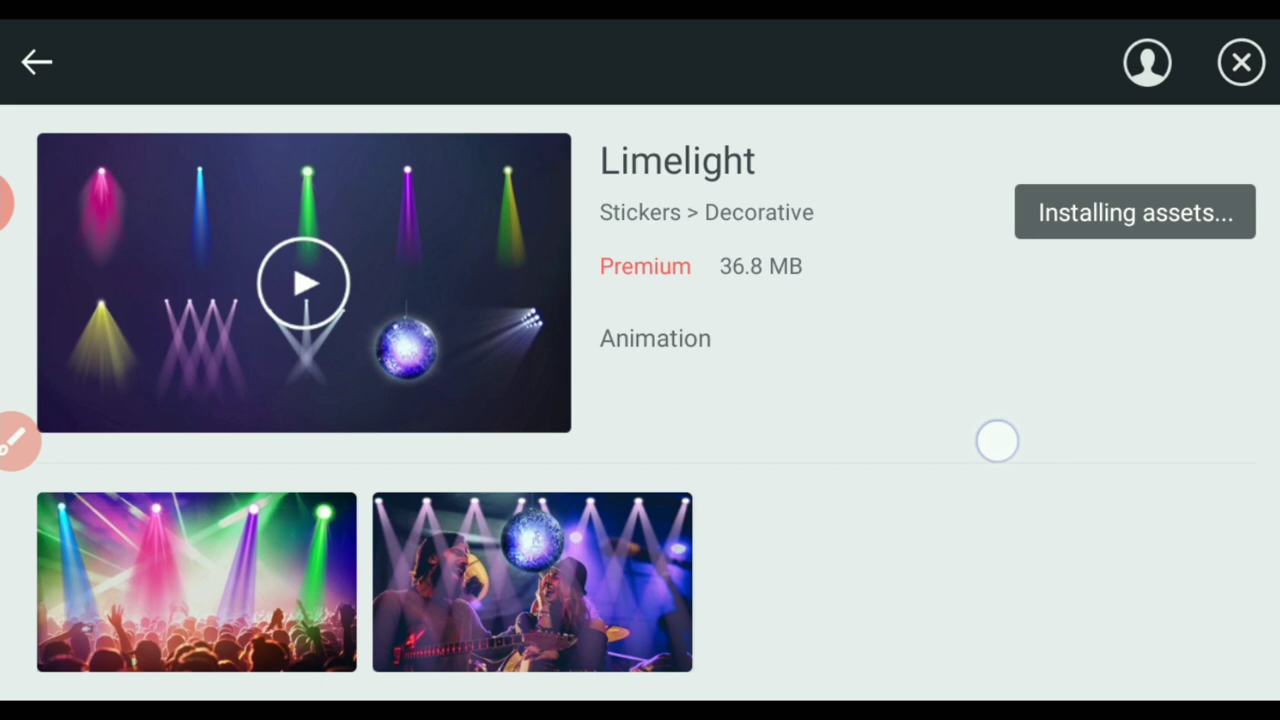 Limelight
Stickers > Decorative
Installing assets...
Premium 36.8 MB
Animation